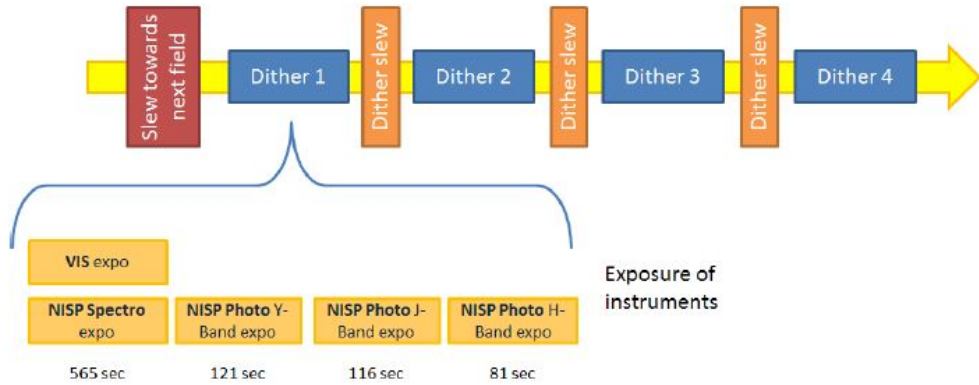 Slew towards
next field
Dither 1
Dither slew
Dither 2
Dither slew
Dither 3
Dither slew
Dither 4
VIS expo
NISP Spectro
expo
NISP Photo Y-
Band expo
NISP Photo J-
Band expo
NISP Photo H-
Band expo
Exposure of
instruments
565 sec
121 sec
116 sec
81 sec